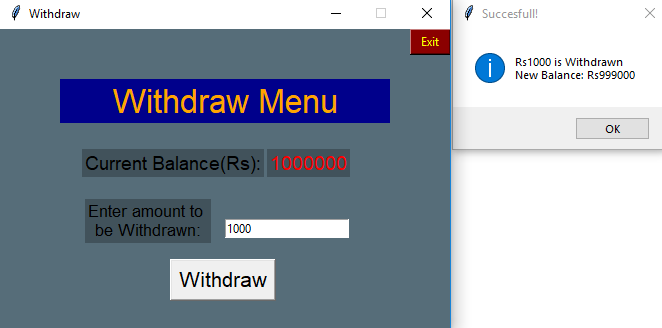 Withdraw
Exit
Withdraw Menu
Current Balance(Rs): 1000000
Enter amount to
be Withdrawn: 1000
Withdraw
Succesfull!
Rs1000 is Withdrawn
New Balance: Rs999000
OK